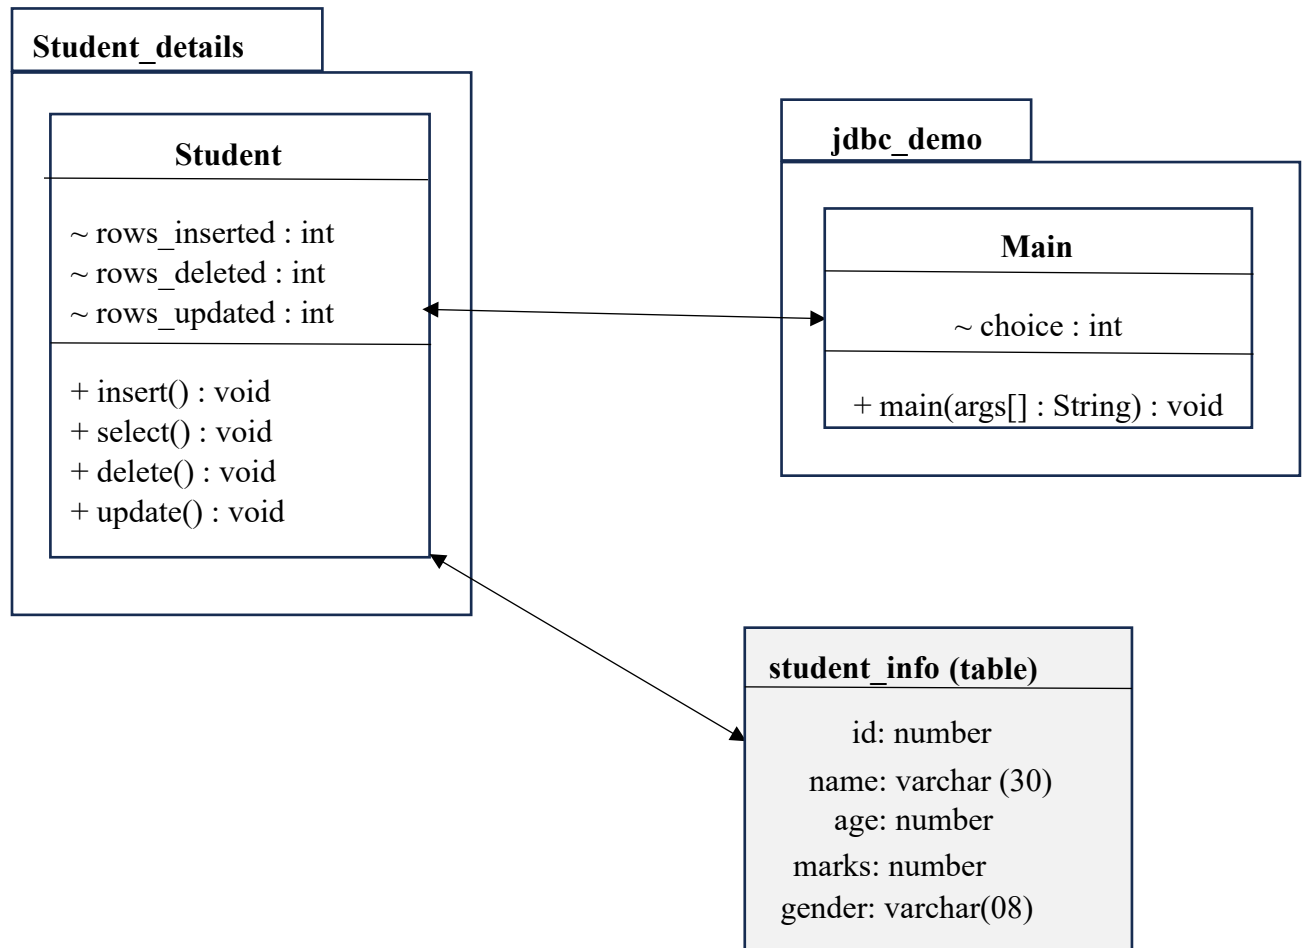 Student_details
Student
~ rows_inserted : int
~ rows_deleted : int
~ rows_updated : int
+ insert() : void
+ select() : void
+ delete() : void
+ update() : void
jdbc_demo
Main
~ choice : int
+ main(args[] : String) : void
student_info (table)
id: number
name: varchar (30)
age: number
marks: number
gender: varchar(08)